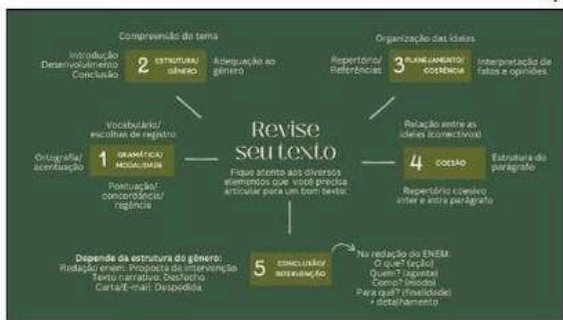 Compreensão do tema
Introdução
Desenvolvimento
Conclusão
2 ESTRUTURA/
GÊNERO
Adequação ao
gênero
Organização das ideias
Repertório/
Referências
3 PLANEJAMENTO/
COERÊNCIA
Interpretação de
fatos e opiniões
Vocabulário/
escolhas de registro
Ortografia/
acentuação
1 GRAMÁTICA/
MODALIDADE
Pontuação/
concordância/
regência
Revise
seu texto
Fique atento aos diversos
elementos que você precisa
articular para um bom texto:
Relação entre as
ideias (conectivos)
4 COESÃO
Estrutura do
parágrafo
Repertório coesivo
inter e intra parágrafo
Depende da estrutura do gênero:
Redação enem: Proposta de intervenção
Texto narrativo: Desfecho
Carta/E-mail: Despedida
5 CONCLUSÃO/
INTERVENÇÃO
Na redação do ENEM:
O que? (ação)
Quem? (agente)
Como? (modo)
Para quê? (finalidade)
+ detalhamento